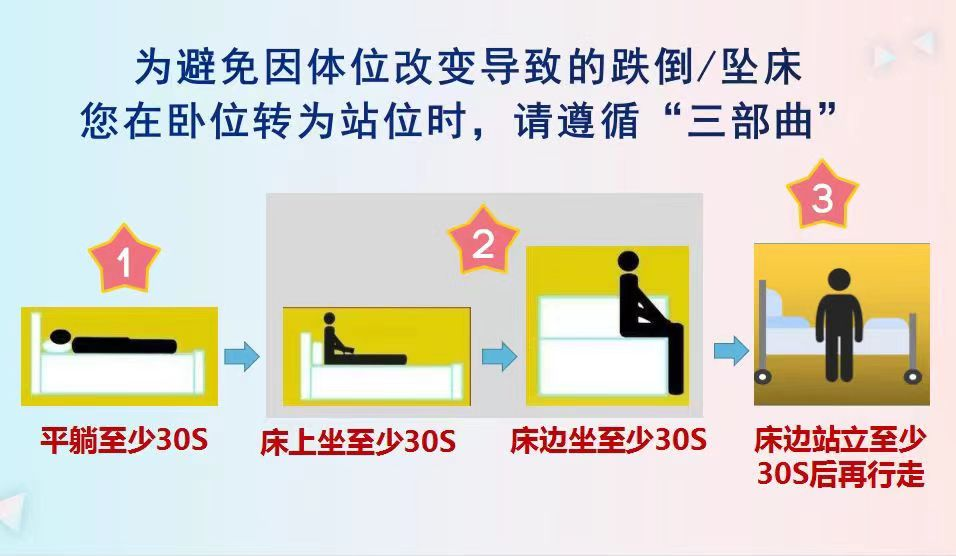 为避免因体位改变导致的跌倒/坠床
您在卧位转为站位时，请遵循“三部曲”
1
2
3
平躺至少30S
床上坐至少30S
床边坐至少30S
床边站立至少
30S后再行走